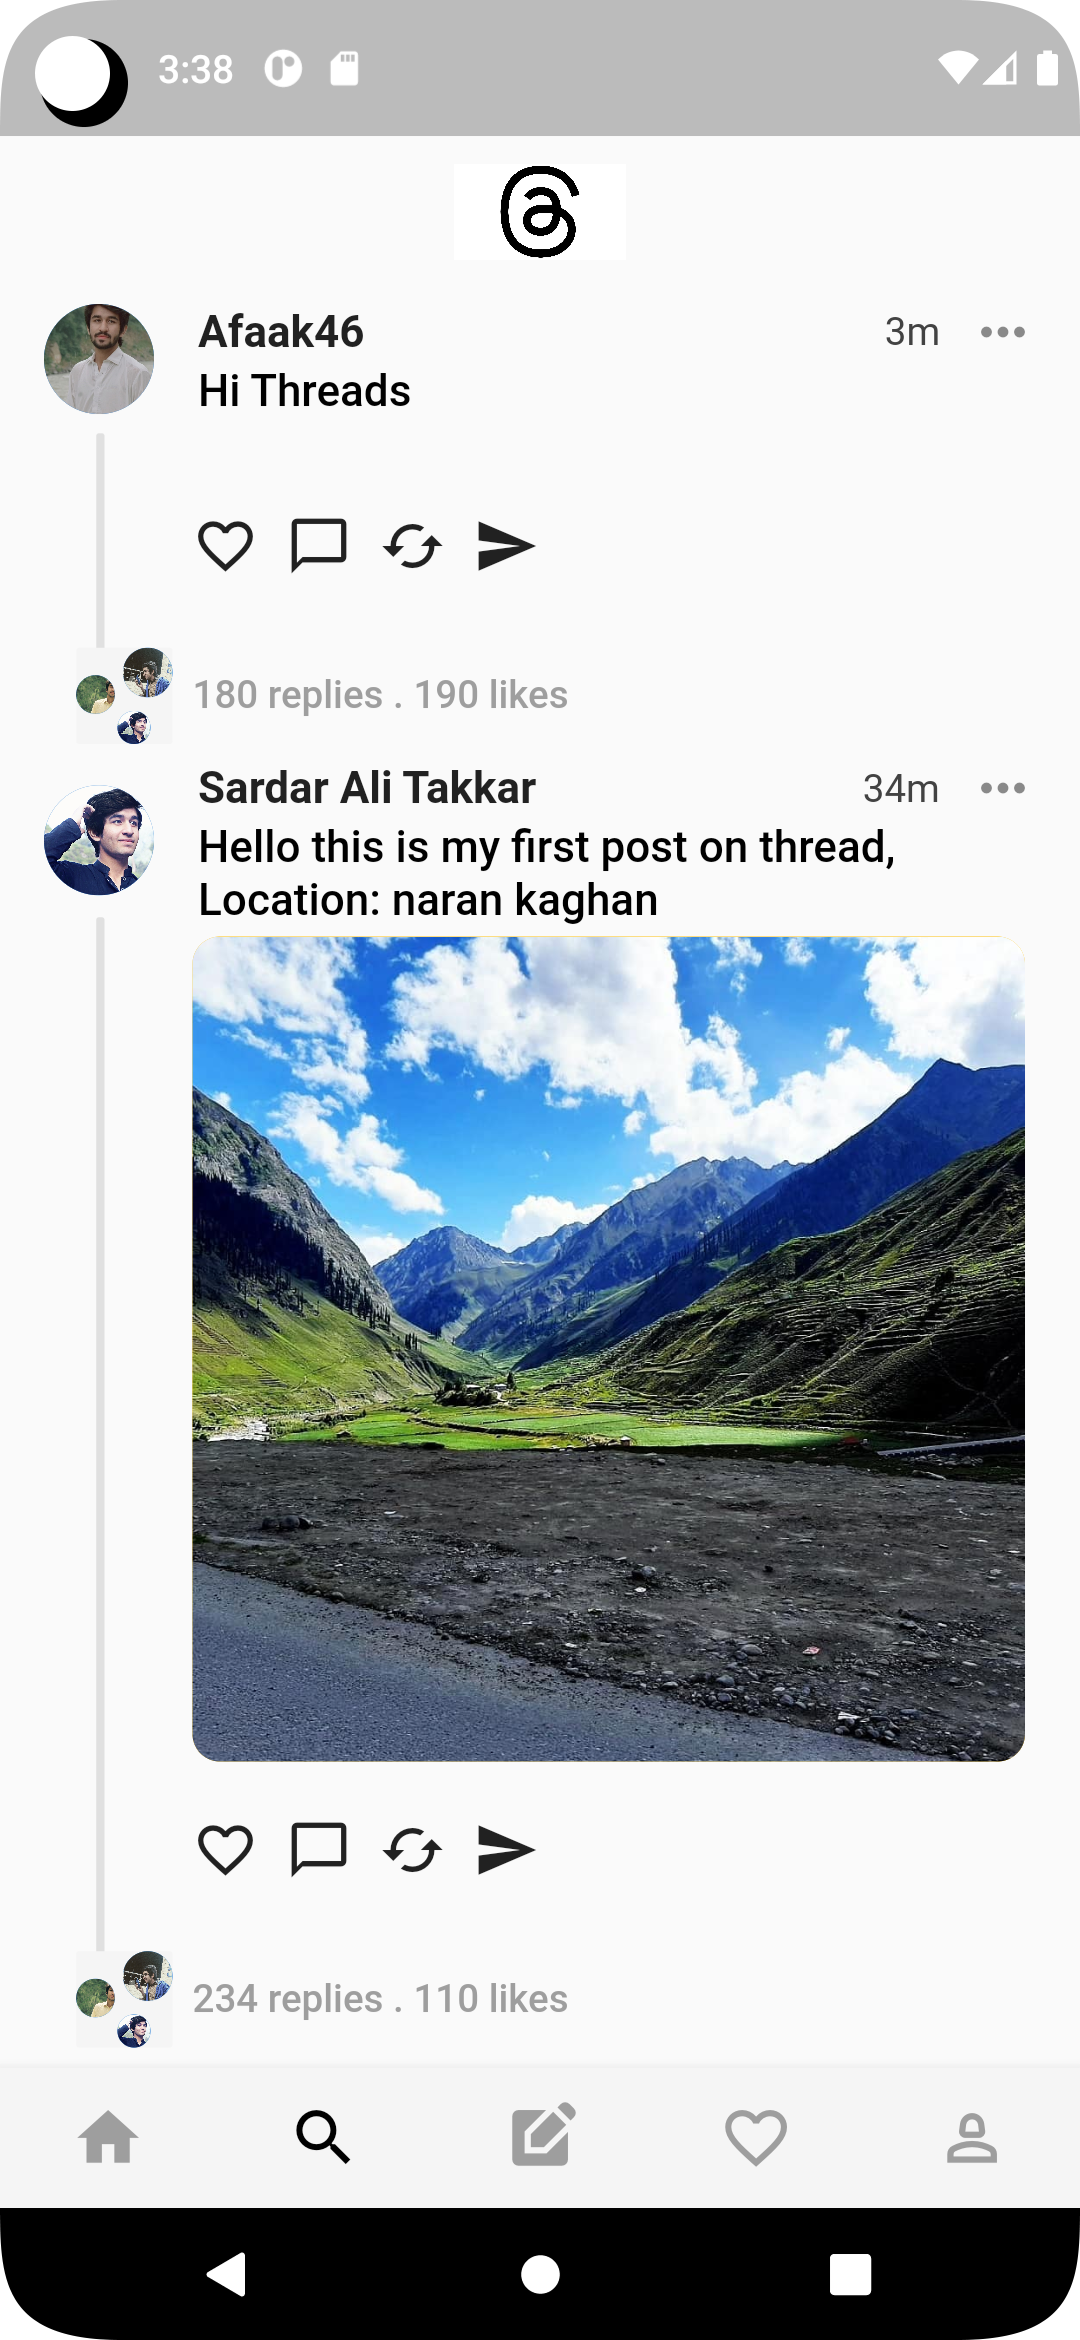 3:38
Afaak46
3m
Hi Threads
180 replies . 190 likes
Sardar Ali Takkar
34m
Hello this is my first post on thread,
Location: naran kaghan
234 replies . 110 likes